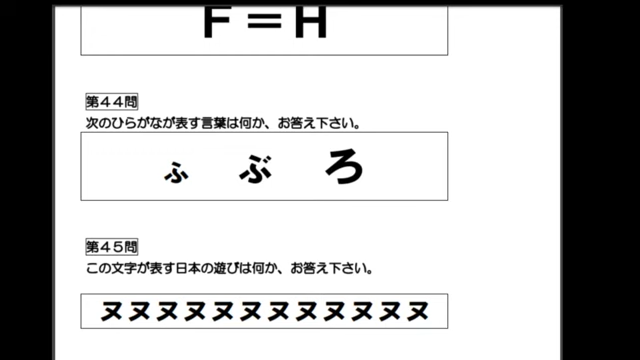 F＝H
第４４問
次のひらがなが表す言葉は何か、お答え下さい。
ふ ぶ ろ
第４５問
この文字が表す日本の遊びは何か、お答え下さい。
ヌヌヌヌヌヌヌヌヌヌヌヌ